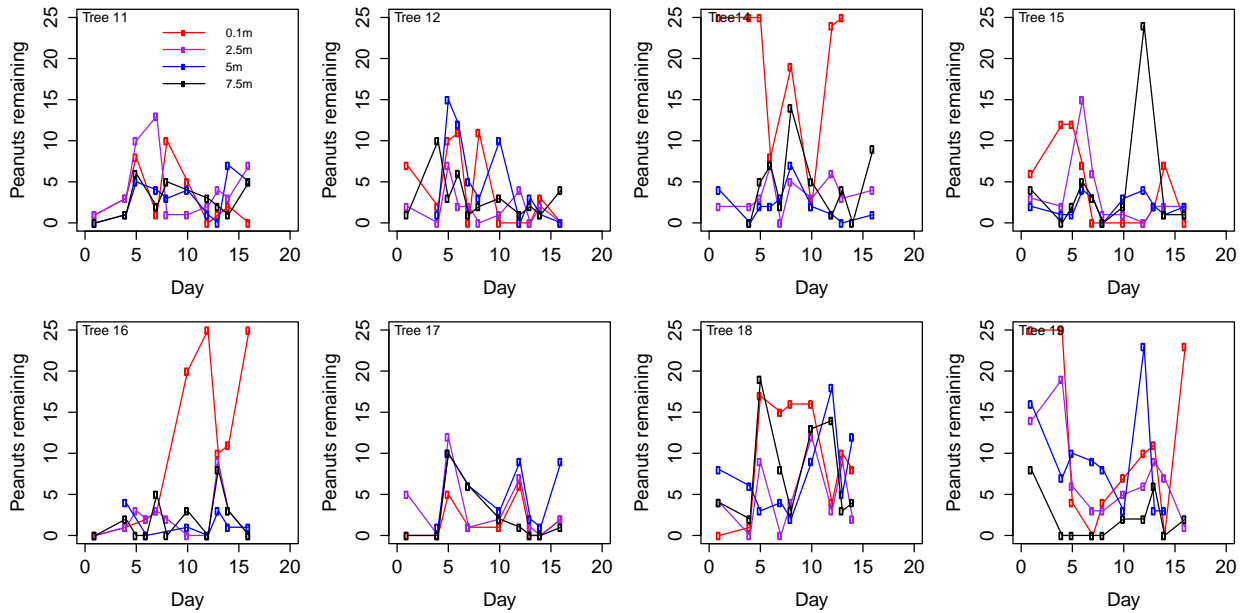 Tree 11
0.1m
2.5m
5m
7.5m
Peanuts remaining
0 5 10 15 20 25
0 5 10 15 20
Day
Tree 12
Peanuts remaining
0 5 10 15 20 25
0 5 10 15 20
Day
Tree14
Peanuts remaining
0 5 10 15 20 25
0 5 10 15 20
Day
Tree 15
Peanuts remaining
0 5 10 15 20 25
0 5 10 15 20
Day
Tree 16
Peanuts remaining
0 5 10 15 20 25
0 5 10 15 20
Day
Tree 17
Peanuts remaining
0 5 10 15 20 25
0 5 10 15 20
Day
Tree 18
Peanuts remaining
0 5 10 15 20 25
0 5 10 15 20
Day
Tree 19
Peanuts remaining
0 5 10 15 20 25
0 5 10 15 20
Day